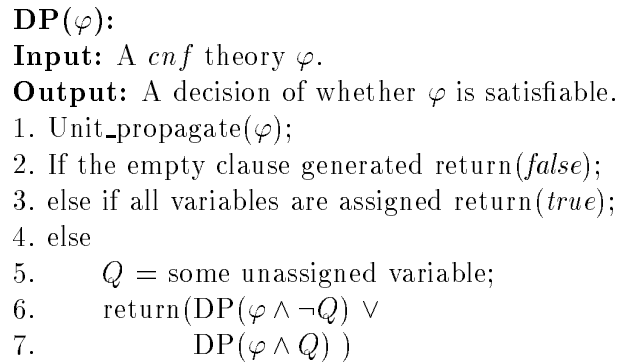 DP(φ):
Input: A cnf theory φ.
Output: A decision of whether φ is satisfiable.
1. Unit_propagate(φ);
2. If the empty clause generated return(false);
3. else if all variables are assigned return(true);
4. else
5. Q = some unassigned variable;
6. return(DP(φ ∧ ¬Q) ∨
7. DP(φ ∧ Q) )